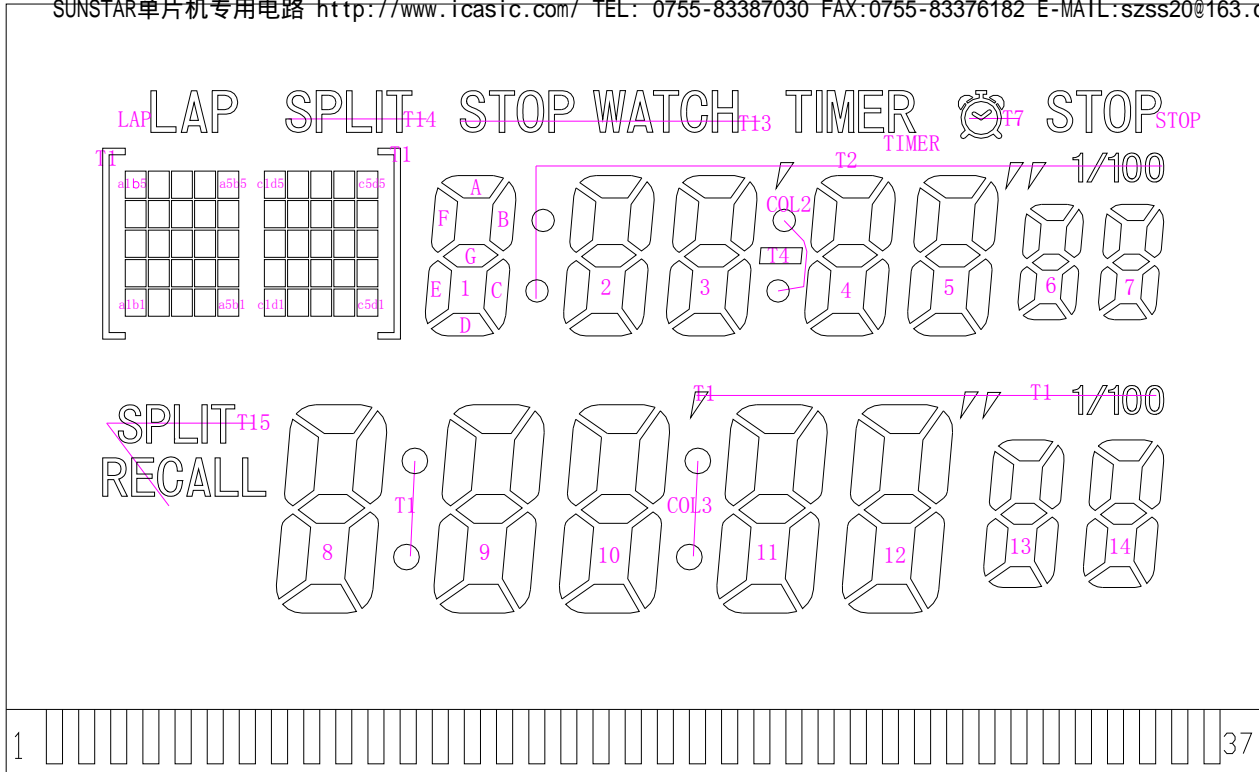 SUNSTAR单片机专用电路 http://www.icasic.com/ TEL: 0755-83387030 FAX:0755-83376182 E-MAIL:szss20@163.c
LAP SPLIT STOP WATCH TIMER STOP
LAP T14 T13 TIMER T7 STOP
T1 T1 T2 1/100
a1b5 a5b5 c1d5 c5d5
A
F B COL2
G T4
E 1 C 2 3 4 5 6 7
a1b1 a5b1 c1d1 c5d1
D
T1 T1 1/100
SPLIT T15
RECALL
T1 COL3
8 9 10 11 12 13 14
1 37